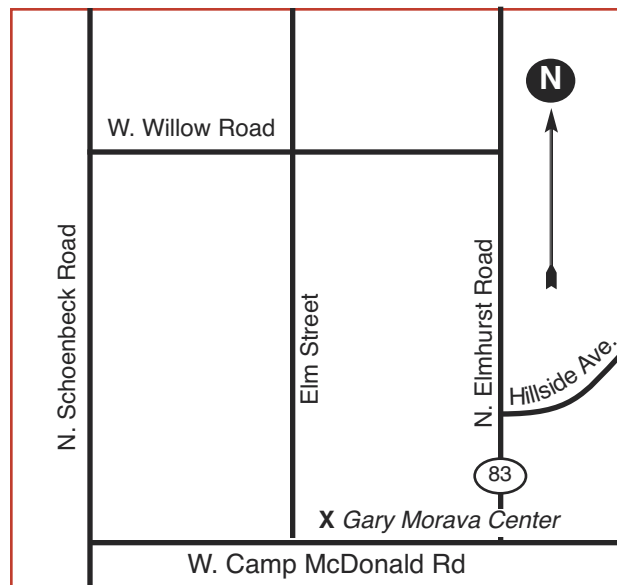 N
W. Willow Road
N. Schoenbeck Road
Elm Street
N. Elmhurst Road
Hillside Ave.
83
X Gary Morava Center
W. Camp McDonald Rd